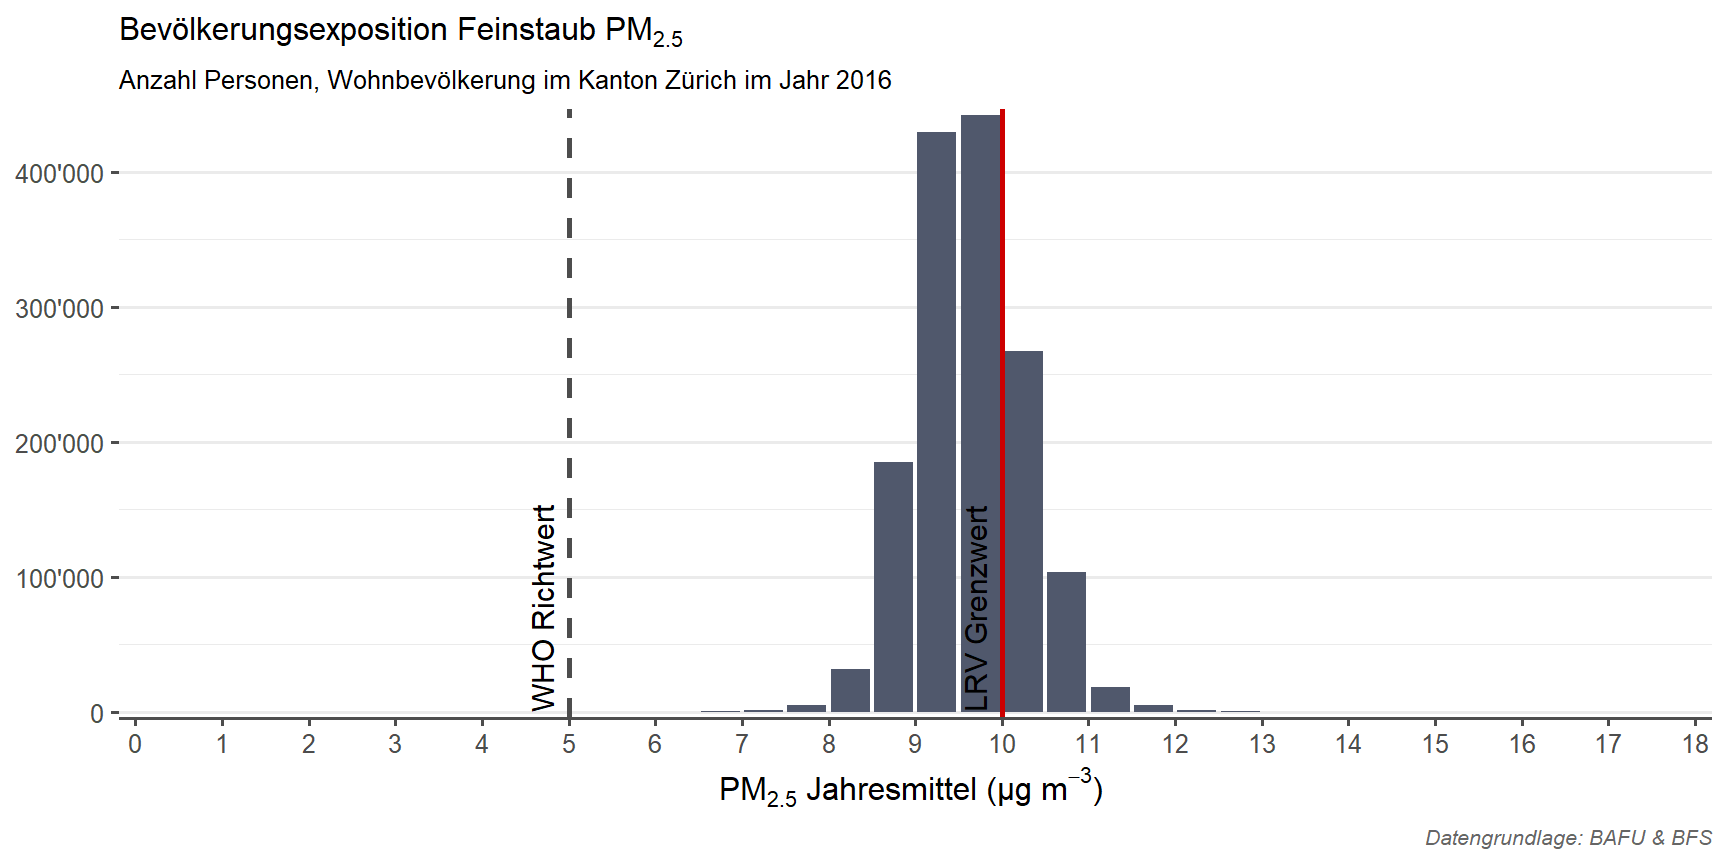 Bevölkerungsexposition Feinstaub PM2.5
Anzahl Personen, Wohnbevölkerung im Kanton Zürich im Jahr 2016
400'000
300'000
200'000
100'000
0
WHO Richtwert
LRV Grenzwert
0 1 2 3 4 5 6 7 8 9 10 11 12 13 14 15 16 17 18
PM2.5 Jahresmittel (µg m−3)
Datengrundlage: BAFU & BFS